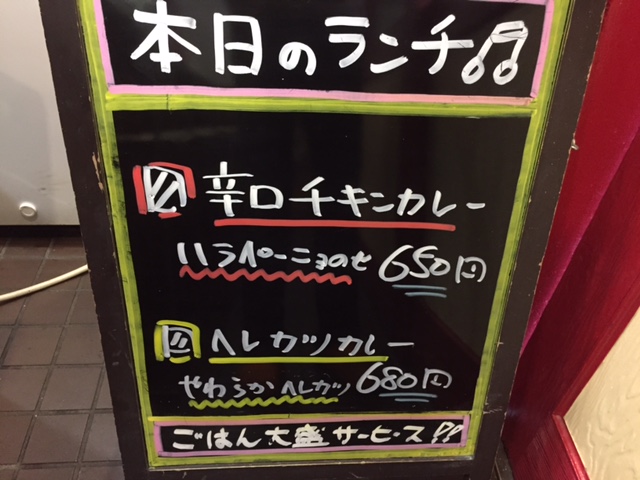 本日のランチ♫
辛口チキンカレー
ハラペーニョのせ 650円
ヘレカツカレー
やわらかヘレカツ 680円
ごはん大盛サービス!!